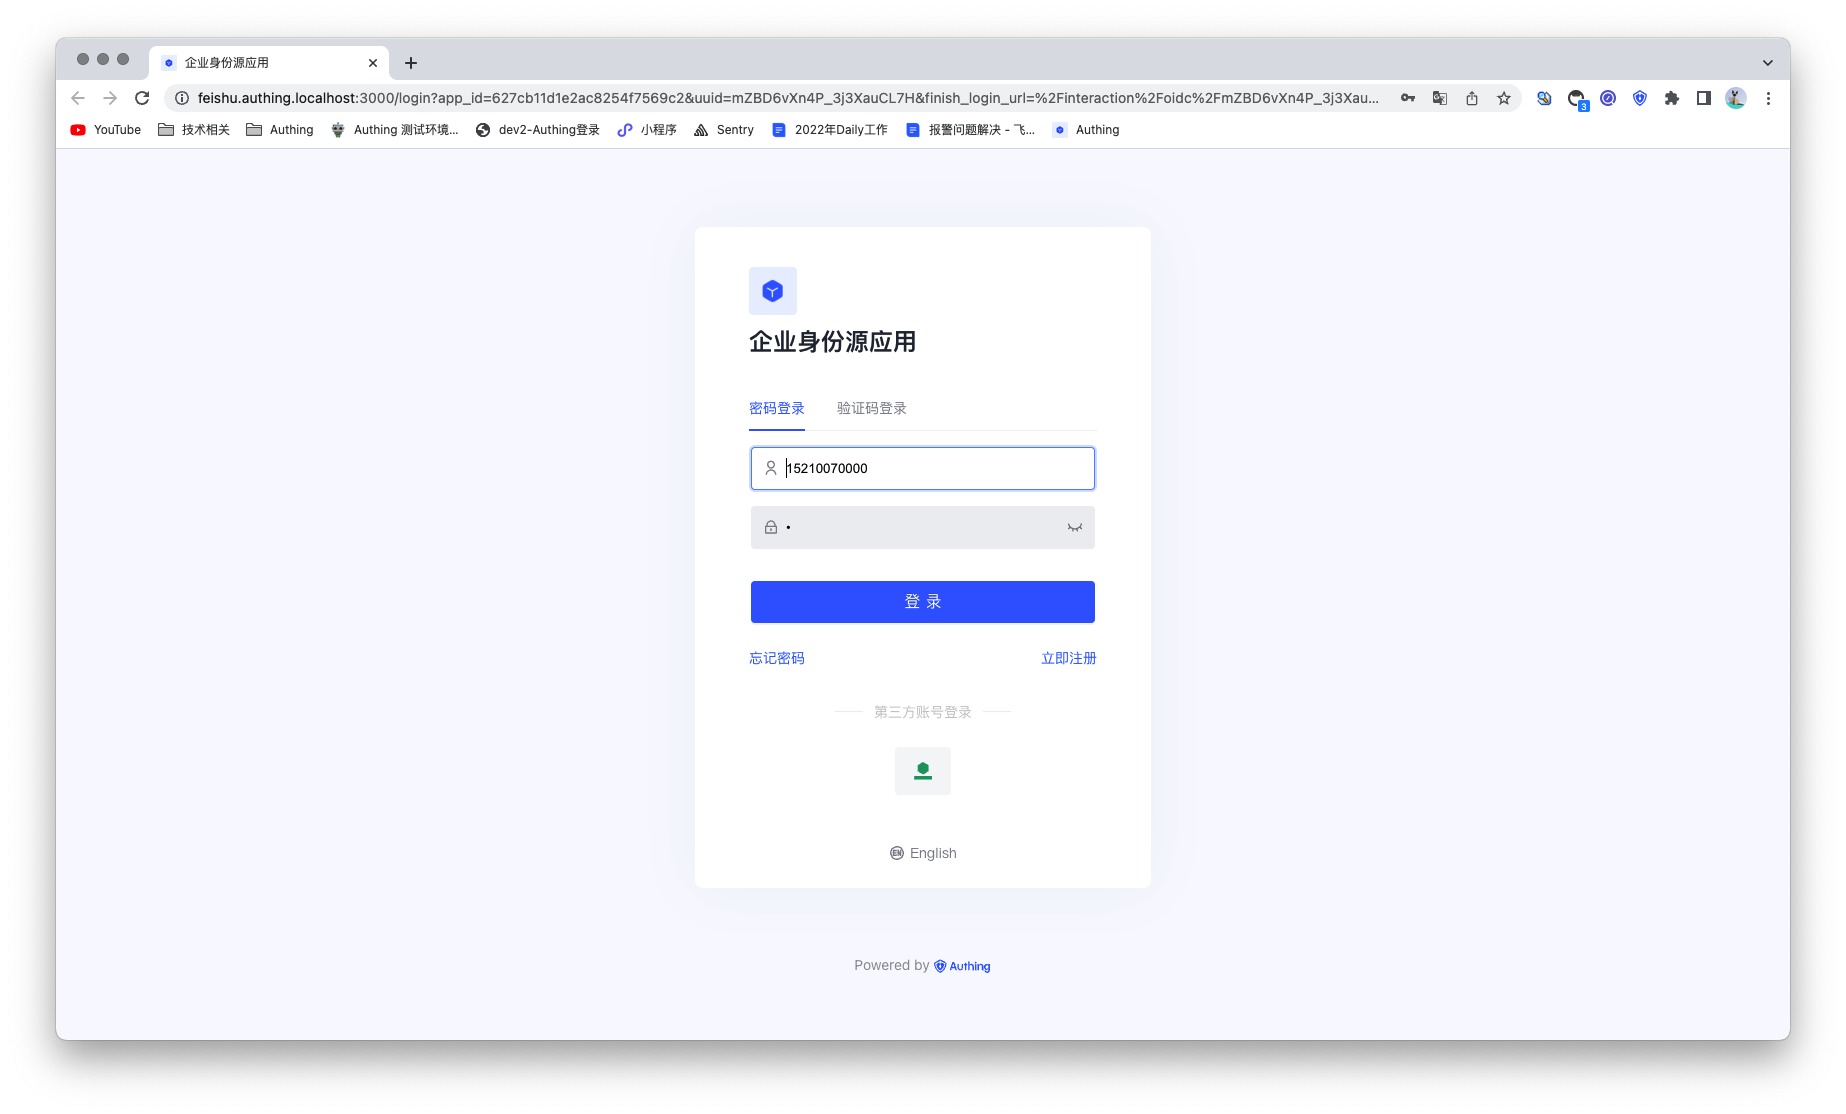 企业身份源应用
feishu.authing.localhost:3000/login?app_id=627cb11d1e2ac8254f7569c2&uuid=mZBD6vXn4P_3j3XauCL7H&finish_login_url=%2Finteraction%2Foidc%2FmZBD6vXn4P_3j3Xau...
3
YouTube 技术相关 Authing Authing 测试环境... dev2-Authing登录 小程序 Sentry 2022年Daily工作 报警问题解决 - 飞... Authing
企业身份源应用
密码登录 验证码登录
15210070000
•
登 录
忘记密码 立即注册
第三方账号登录
EN English
Powered by Authing